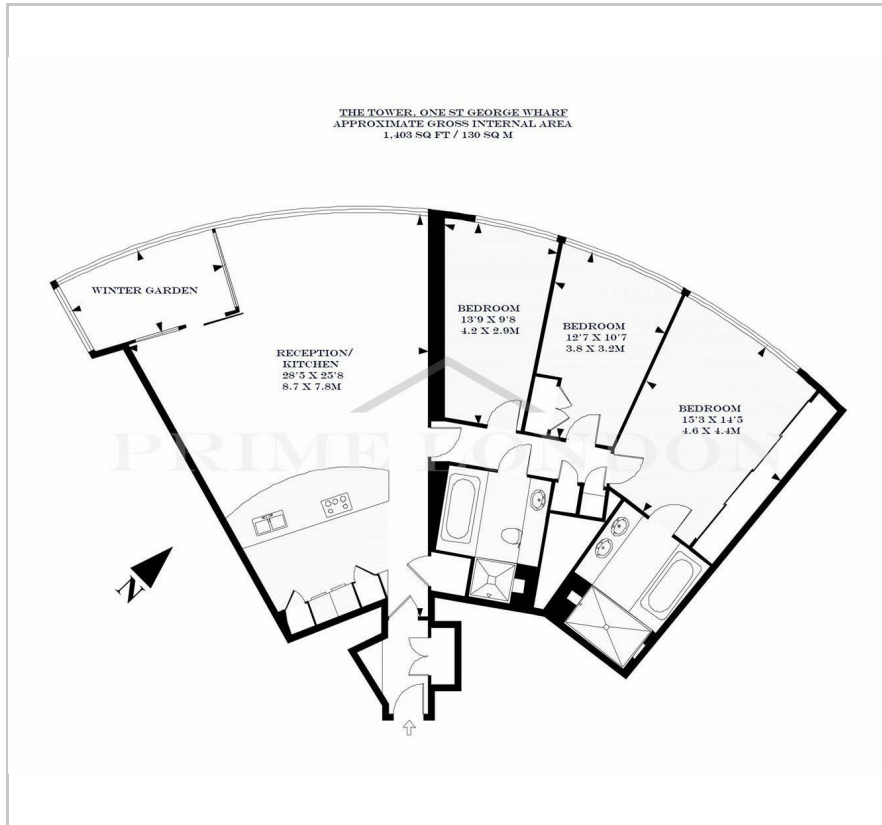 THE TOWER, ONE ST GEORGE WHARF
APPROXIMATE GROSS INTERNAL AREA
1,403 SQ FT / 130 SQ M
WINTER GARDEN
RECEPTION/
KITCHEN
28'5 X 25'8
8.7 X 7.8M
BEDROOM
13'9 X 9'8
4.2 X 2.9M
BEDROOM
12'7 X 10'7
3.8 X 3.2M
BEDROOM
15'3 X 14'5
4.6 X 4.4M
PRIME LONDON
N